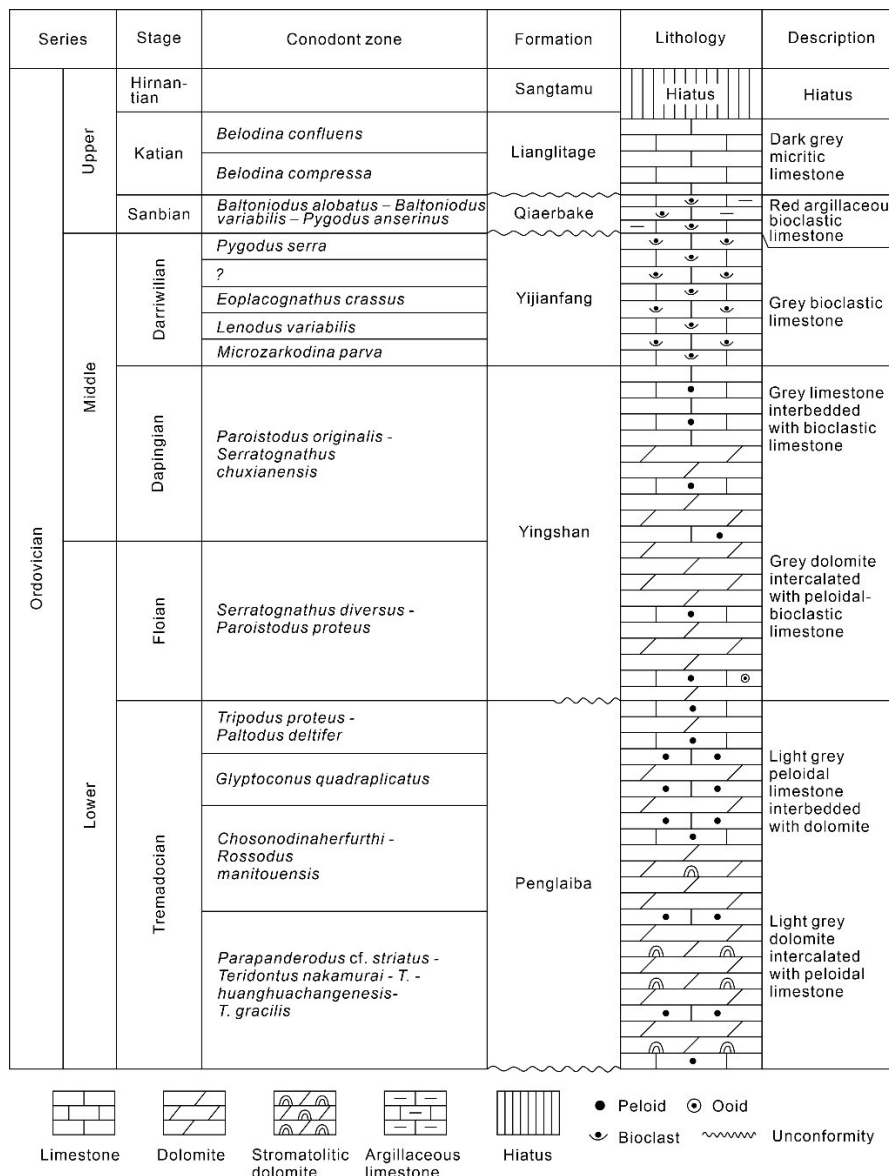 Series
Stage
Conodont zone
Formation
Lithology
Description
Ordovician
Upper
Middle
Lower
Hirnan-
tian
Katian
Sanbian
Darriwilian
Dapingian
Floian
Tremadocian
Belodina confluens
Belodina compressa
Baltoniodus alobatus – Baltoniodus
variabilis – Pygodus anserinus
Pygodus serra
?
Eoplacognathus crassus
Lenodus variabilis
Microzarkodina parva
Paroistodus originalis -
Serratognathus
chuxianensis
Serratognathus diversus -
Paroistodus proteus
Tripodus proteus -
Paltodus deltifer
Glyptoconus quadraplicatus
Chosonodinaherfurthi -
Rossodus
manitouensis
Parapanderodus cf. striatus -
Teridontus nakamurai - T. -
huanghuachangenesis-
T. gracilis
Sangtamu
Lianglitage
Qiaerbake
Yijianfang
Yingshan
Penglaiba
Hiatus
Hiatus
Dark grey
micritic
limestone
Red argillaceous
bioclastic
limestone
Grey bioclastic
limestone
Grey limestone
interbedded
with bioclastic
limestone
Grey dolomite
intercalated
with peloidal-
bioclastic
limestone
Light grey
peloidal
limestone
interbedded
with dolomite
Light grey
dolomite
intercalated
with peloidal
limestone
Limestone
Dolomite
Stromatolitic
dolomite
Argillaceous
limestone
Hiatus
Peloid
Ooid
Bioclast
Unconformity